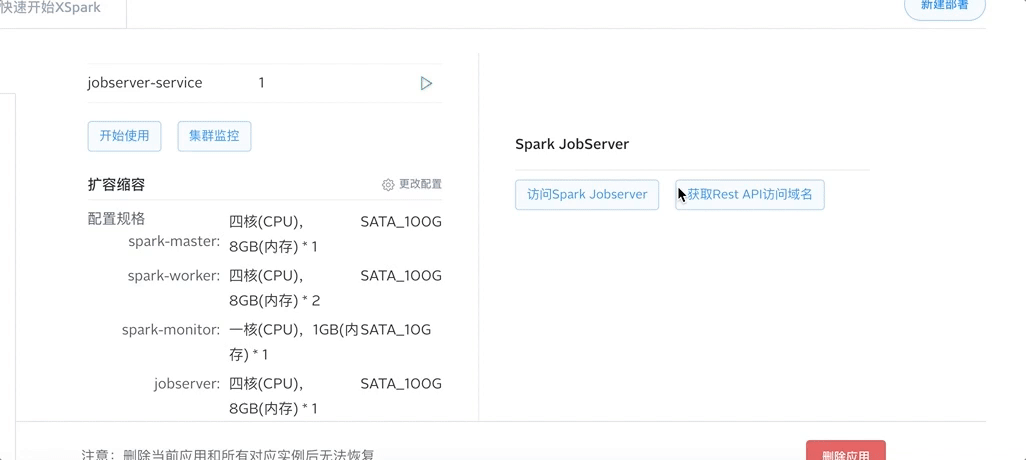 快速开始XSpark
新建部署
jobserver-service 1
开始使用 集群监控
扩容缩容 更改配置
配置规格
spark-master: 四核(CPU)， SATA_100G
8GB(内存) * 1
spark-worker: 四核(CPU)， SATA_100G
8GB(内存) * 2
spark-monitor: 一核(CPU)，1GB(内 SATA_10G
存) * 1
jobserver: 四核(CPU)， SATA_100G
8GB(内存) * 1
Spark JobServer
访问Spark Jobserver 获取Rest API访问域名
注意：删除当前应用和所有对应实例后无法恢复
删除应用